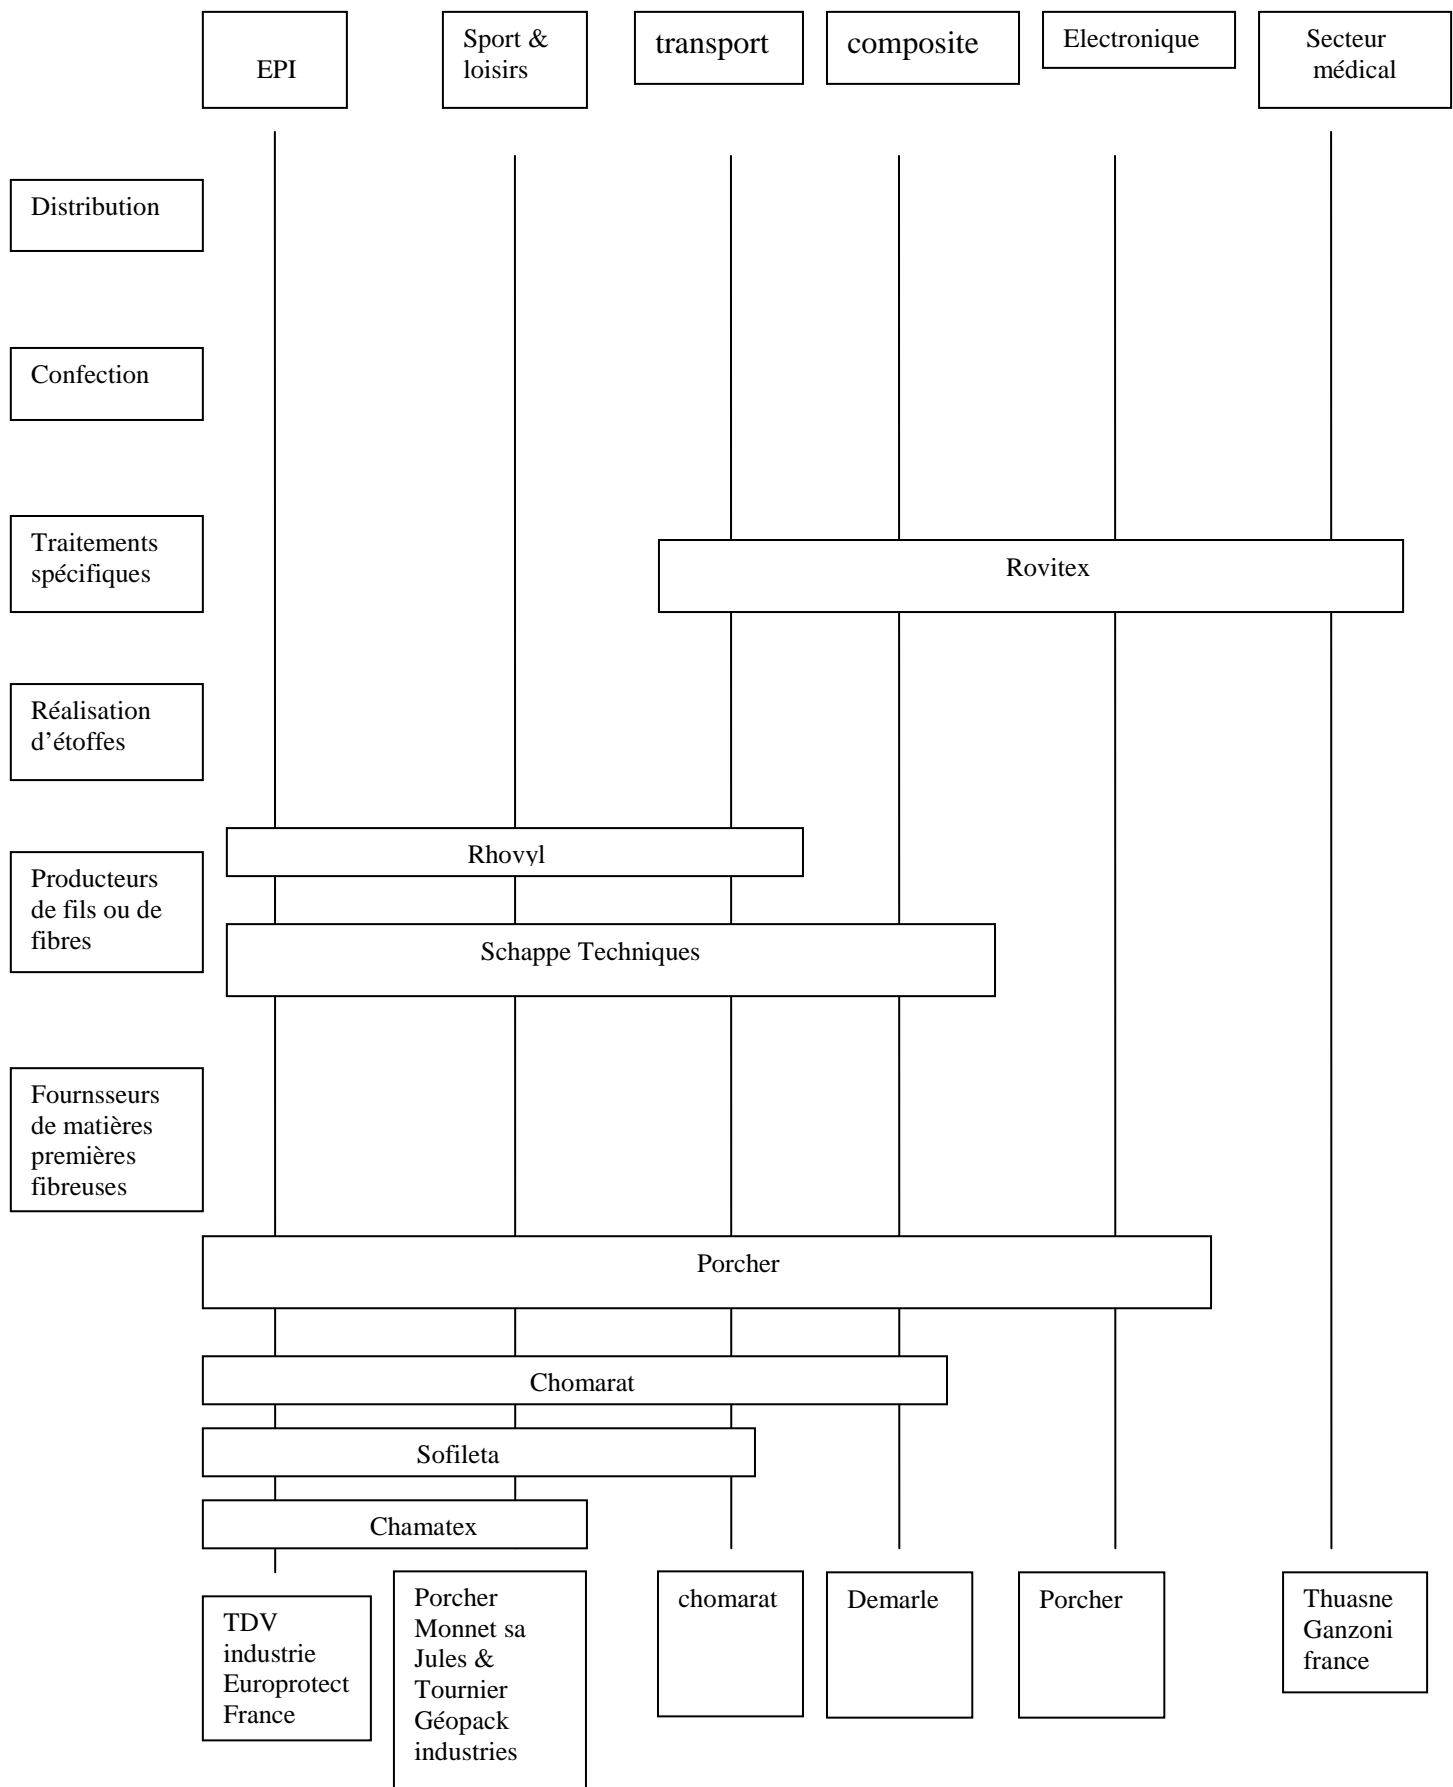 EPI
Sport &
loisirs
transport
composite
Electronique
Secteur
médical
Distribution
Confection
Traitements
spécifiques
Rovitex
Réalisation
d’étoffes
Rhovyl
Producteurs
de fils ou de
fibres
Schappe Techniques
Fournsseurs
de matières
premières
fibreuses
Porcher
Chomarat
Sofileta
Chamatex
TDV
industrie
Europrotect
France
Porcher
Monnet sa
Jules &
Tournier
Géopack
industries
chomarat
Demarle
Porcher
Thuasne
Ganzoni
france